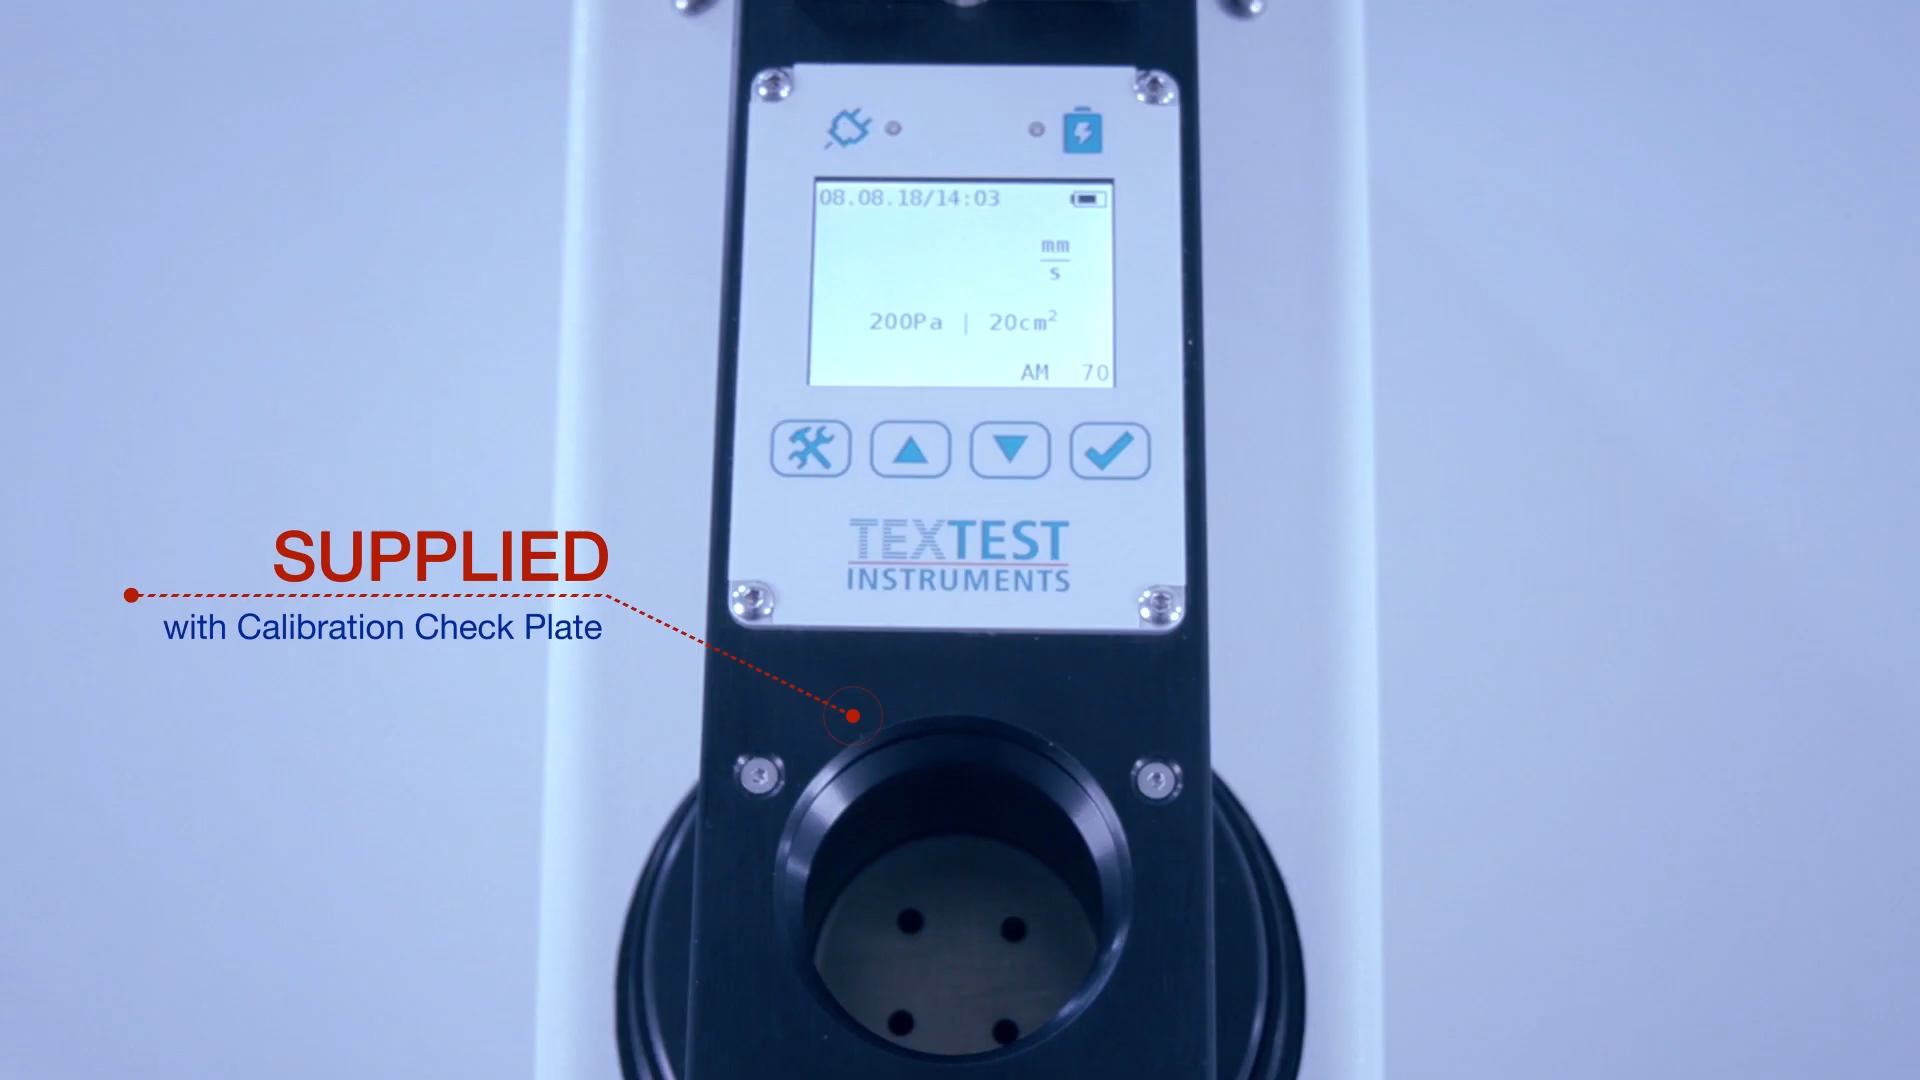 08.08.18/14:03
mm
s
200Pa | 20cm²
AM 70
TEXTEST
INSTRUMENTS
SUPPLIED
with Calibration Check Plate